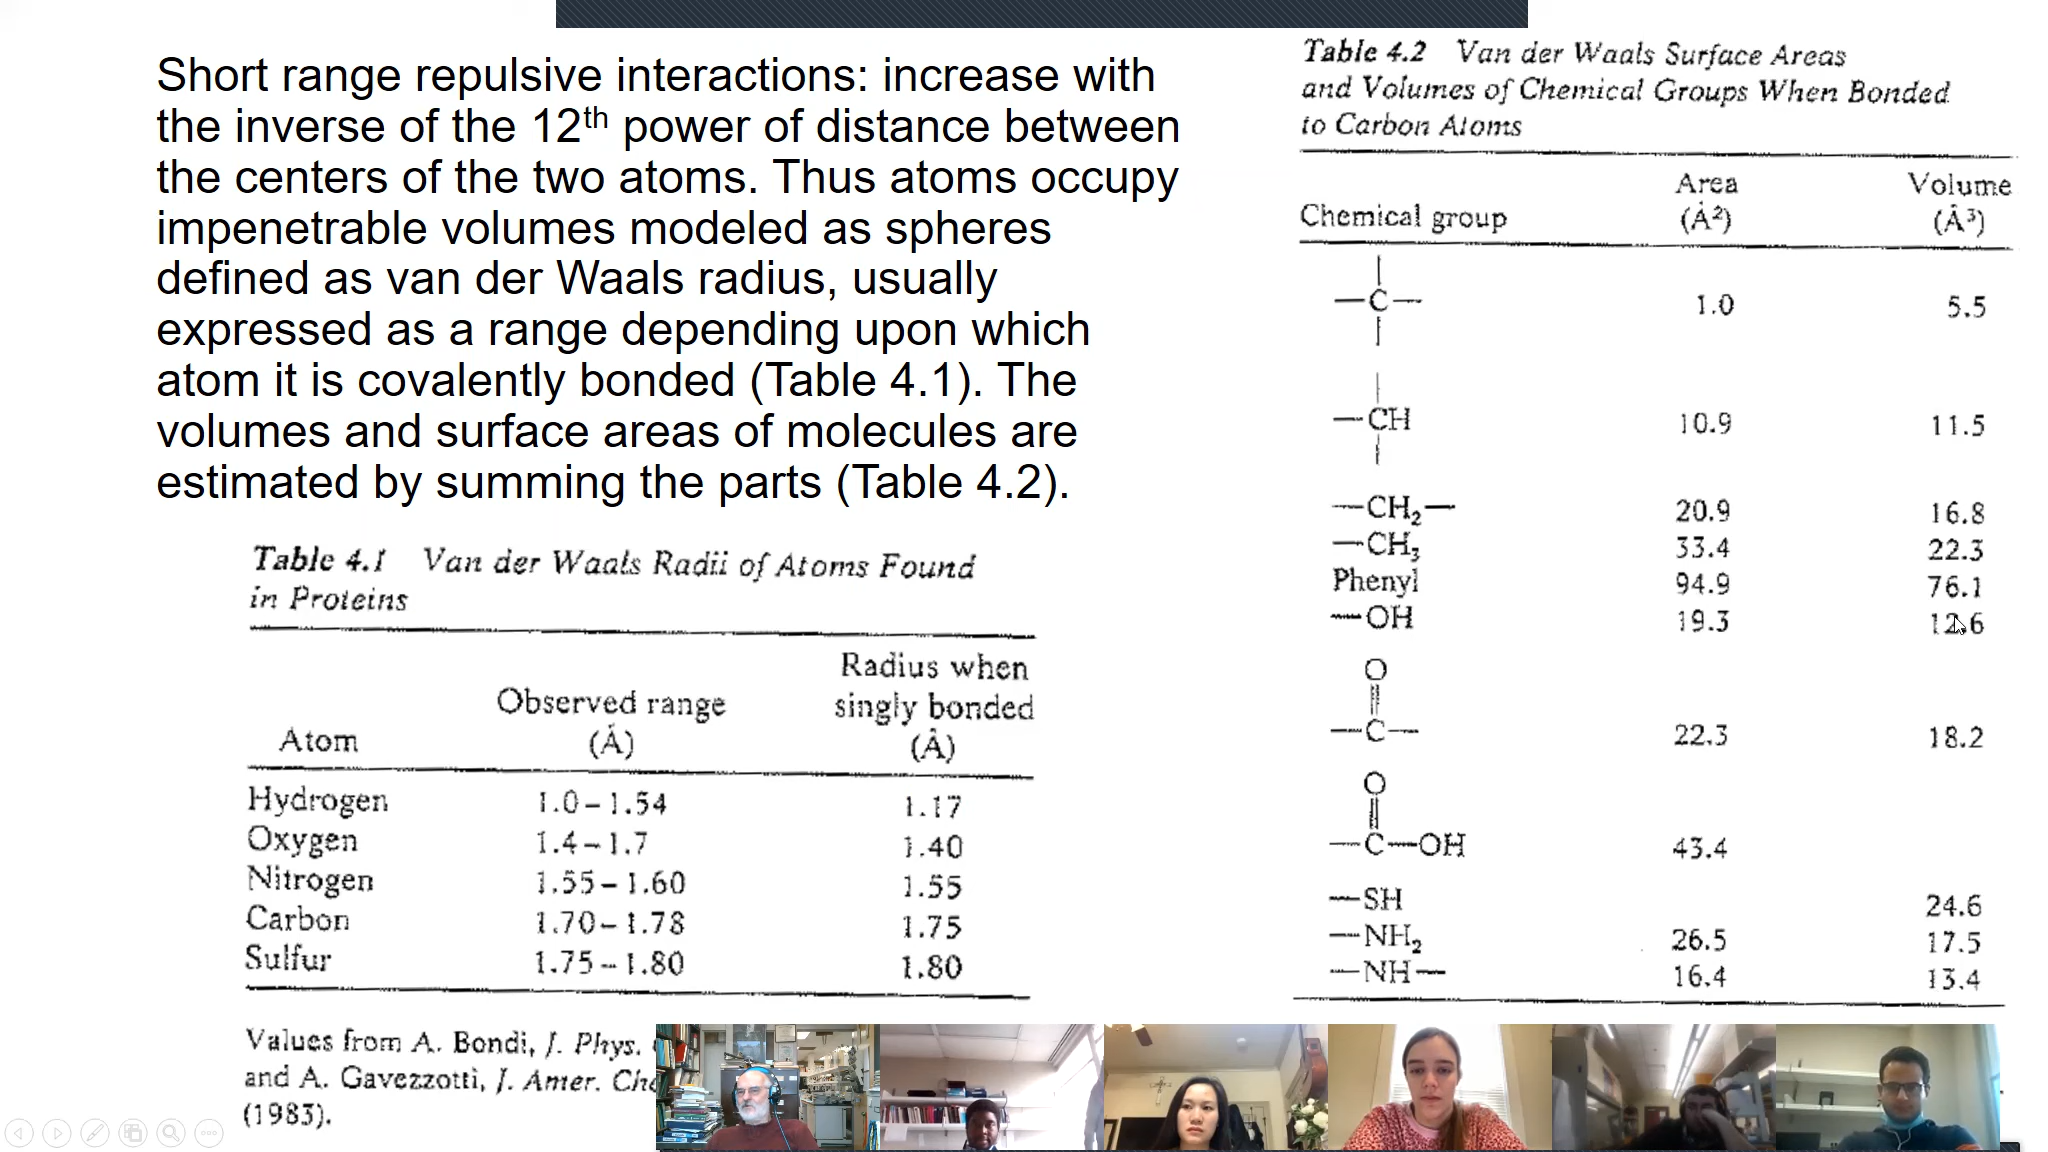 Short range repulsive interactions: increase with
the inverse of the 12th power of distance between
the centers of the two atoms. Thus atoms occupy
impenetrable volumes modeled as spheres
defined as van der Waals radius, usually
expressed as a range depending upon which
atom it is covalently bonded (Table 4.1). The
volumes and surface areas of molecules are
estimated by summing the parts (Table 4.2).
Table 4.1 Van der Waals Radii of Atoms Found
in Proteins
Radius when
Observed range singly bonded
Atom (Å) (Å)
Hydrogen 1.0–1.54 1.17
Oxygen 1.4–1.7 1.40
Nitrogen 1.55–1.60 1.55
Carbon 1.70–1.78 1.75
Sulfur 1.75–1.80 1.80
Values from A. Bondi, J. Phys.
and A. Gavezzotti, J. Amer.
(1983).
Table 4.2 Van der Waals Surface Areas
and Volumes of Chemical Groups When Bonded
to Carbon Atoms
Area Volume
Chemical group (Å²) (Å³)
—C— 1.0 5.5
—CH 10.9 11.5
—CH₂— 20.9 16.8
—CH₃ 33.4 22.3
Phenyl 94.9 76.1
—OH 19.3 12.6
O
—C— 22.3 18.2
O
—C—OH 43.4
—SH 24.6
—NH₂ 26.5 17.5
—NH— 16.4 13.4